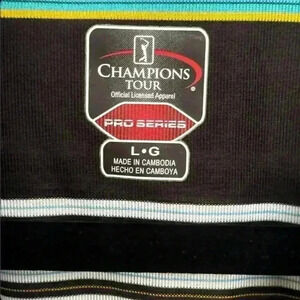 CHAMPIONS
TOUR
Official Licensed Apparel
PRO SERIES
L•G
MADE IN CAMBODIA
HECHO EN CAMBOYA